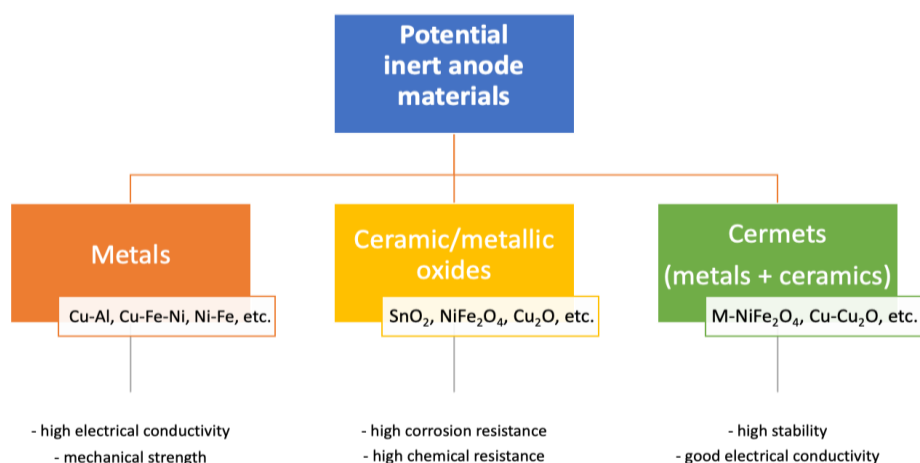 Potential
inert anode
materials
Metals
Cu-Al, Cu-Fe-Ni, Ni-Fe, etc.
- high electrical conductivity
- mechanical strength
Ceramic/metallic
oxides
SnO₂, NiFe₂O₄, Cu₂O, etc.
- high corrosion resistance
- high chemical resistance
Cermets
(metals + ceramics)
M-NiFe₂O₄, Cu-Cu₂O, etc.
- high stability
- good electrical conductivity